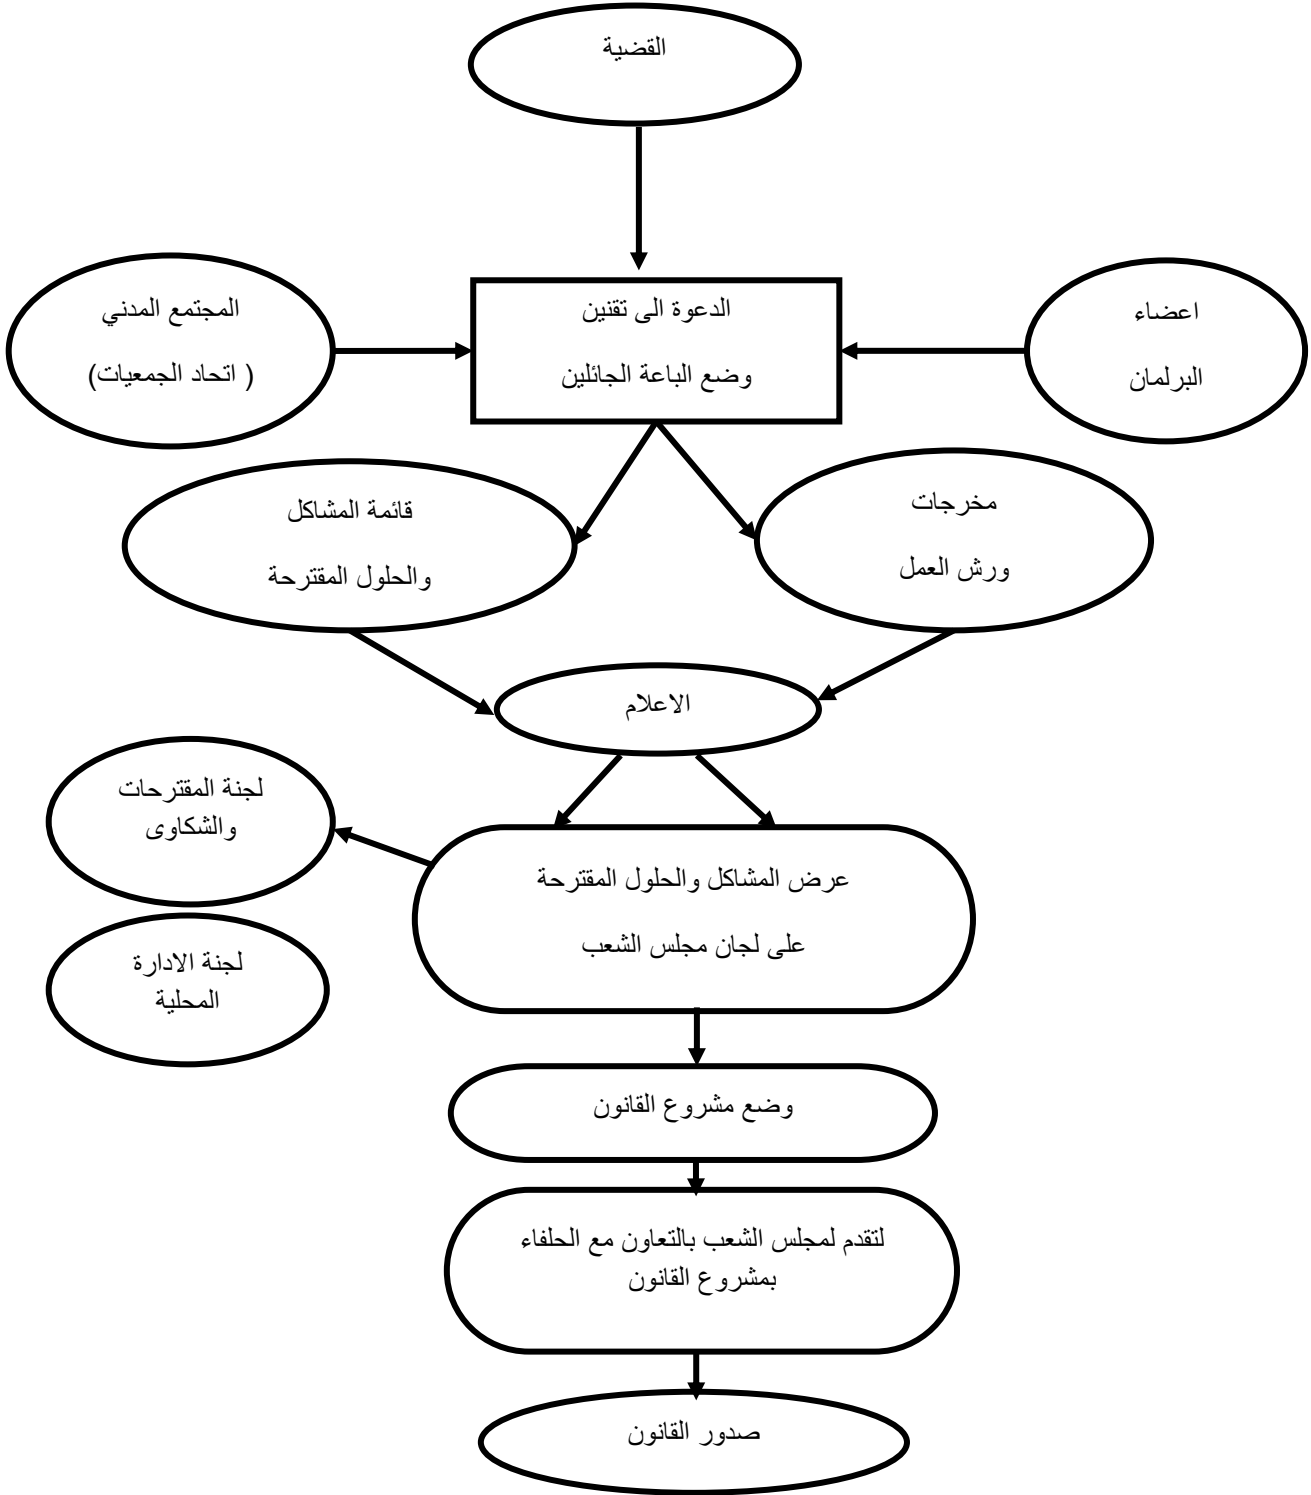 القضية
اعضاء
البرلمان
الدعوة الى تقنين
وضع الباعة الجائلين
المجتمع المدني
( اتحاد الجمعيات)
مخرجات
ورش العمل
قائمة المشاكل
والحلول المقترحة
الاعلام
عرض المشاكل والحلول المقترحة
على لجان مجلس الشعب
لجنة المقترحات
والشكاوى
لجنة الادارة
المحلية
وضع مشروع القانون
لتقدم لمجلس الشعب بالتعاون مع الحلفاء
بمشروع القانون
صدور القانون